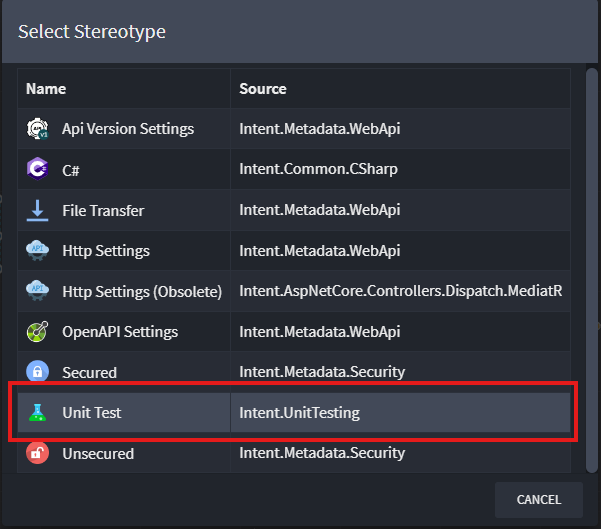 Select Stereotype
Name Source
Api Version Settings Intent.Metadata.WebApi
C# Intent.Common.CSharp
File Transfer Intent.Metadata.WebApi
Http Settings Intent.Metadata.WebApi
Http Settings (Obsolete) Intent.AspNetCore.Controllers.Dispatch.MediatR
OpenAPI Settings Intent.Metadata.WebApi
Secured Intent.Metadata.Security
Unit Test Intent.UnitTesting
Unsecured Intent.Metadata.Security
CANCEL